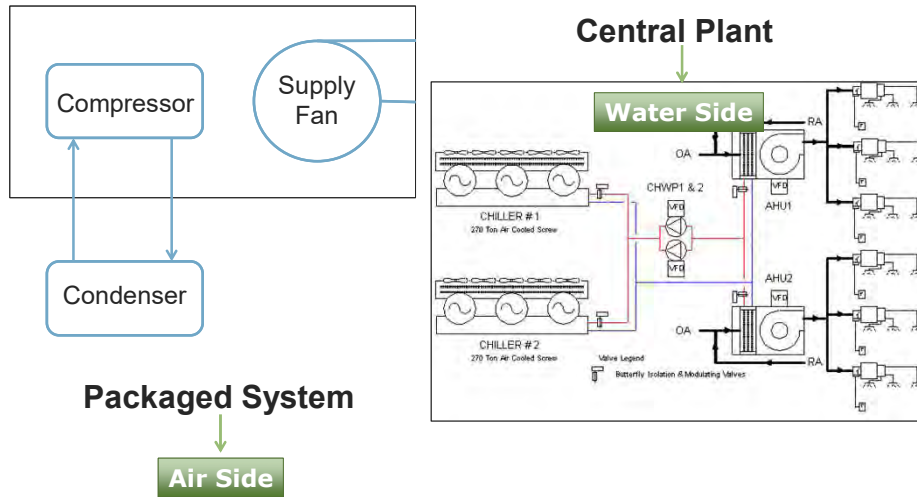 Compressor
Supply
Fan
Condenser
Packaged System
Air Side
Central Plant
Water Side
RA
OA
CHWP1 & 2
VFD
VFD
VFD
AHU1
CHILLER #1
270 Ton Air Cooled Screw
AHU2
VFD
OA
RA
CHILLER #2
270 Ton Air Cooled Screw
Valve Legend
Butterfly Isolation & Modulating Valves